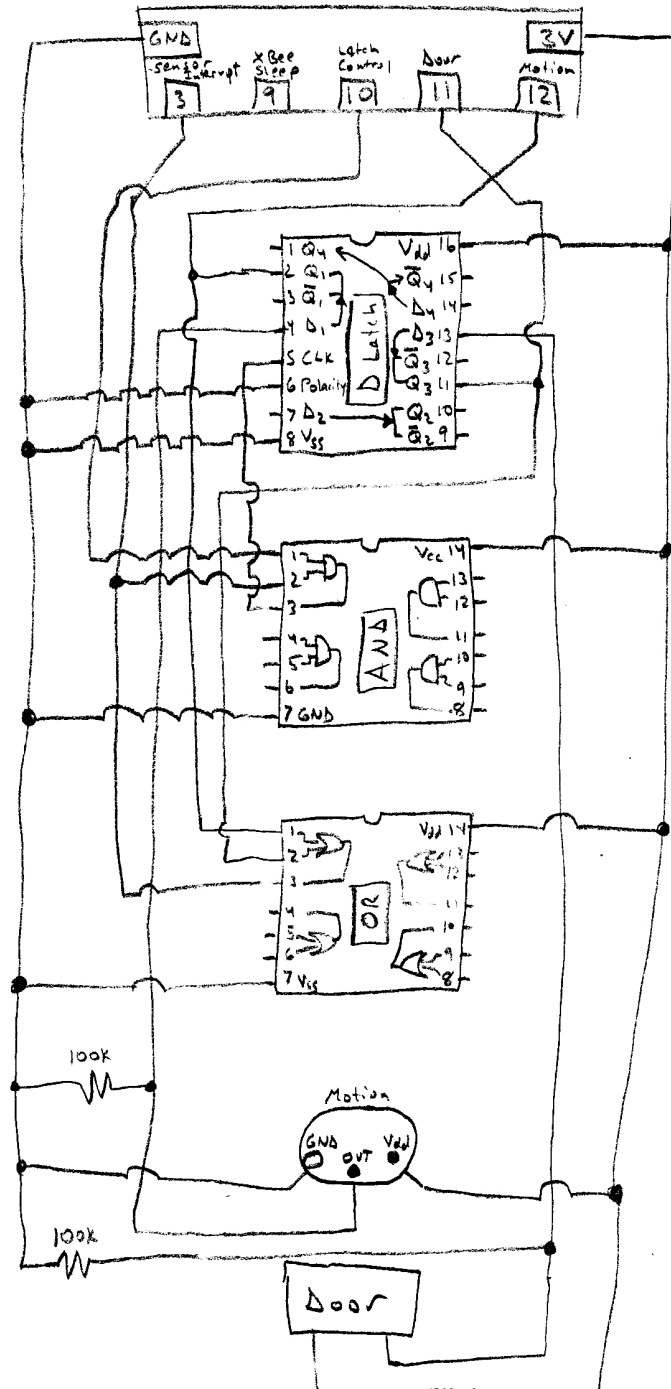 GND
3V
Sensor Interrupt
XBee Sleep
Latch Control
Door
Motion
3
9
10
11
12
1 Q4
2 Q1
3 Q̅1
4 D1
5 CLK
6 Polarity
7 D2
8 Vss
D Latch
Vdd 16
Q̅4 15
D4 14
D3 13
Q̅3 12
Q3 11
Q2 10
Q̅2 9
1
2
3
4
5
6
7 GND
AND
Vcc 14
13
12
11
10
9
8
1
2
3
4
5
6
7 Vss
OR
Vdd 14
13
12
11
10
9
8
100K
Motion
GND
OUT
Vdd
100K
Door